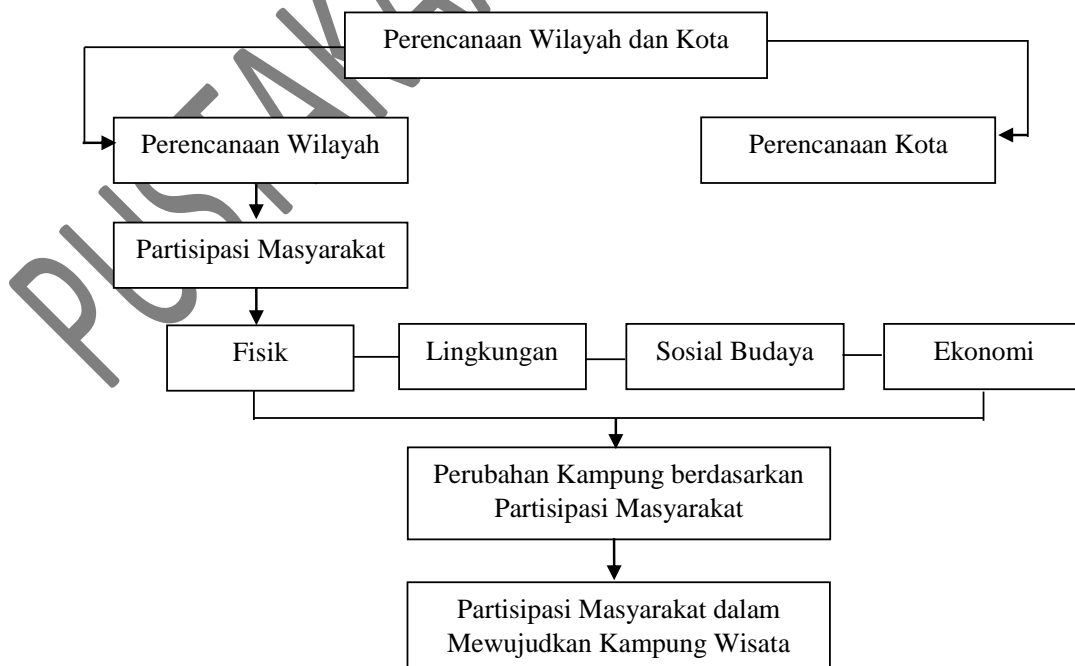 Perencanaan Wilayah dan Kota
Perencanaan Wilayah
Perencanaan Kota
Partisipasi Masyarakat
Fisik
Lingkungan
Sosial Budaya
Ekonomi
Perubahan Kampung berdasarkan
Partisipasi Masyarakat
Partisipasi Masyarakat dalam
Mewujudkan Kampung Wisata
PUSTAKA